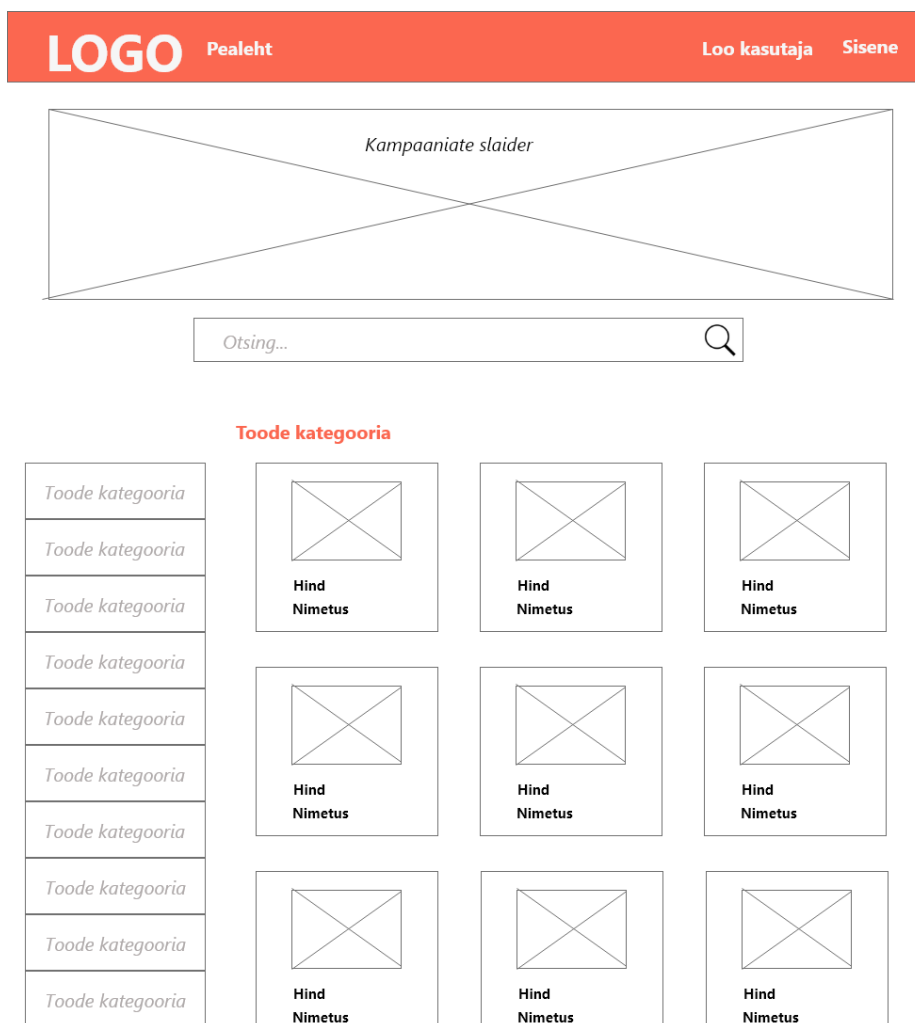 LOGO Pealeht Loo kasutaja Sisene
Kampaaniate slaider
Otsing...
Toode kategooria
Toode kategooria
Toode kategooria
Toode kategooria
Toode kategooria
Toode kategooria
Toode kategooria
Toode kategooria
Toode kategooria
Toode kategooria
Toode kategooria
Hind
Nimetus
Hind
Nimetus
Hind
Nimetus
Hind
Nimetus
Hind
Nimetus
Hind
Nimetus
Hind
Nimetus
Hind
Nimetus
Hind
Nimetus